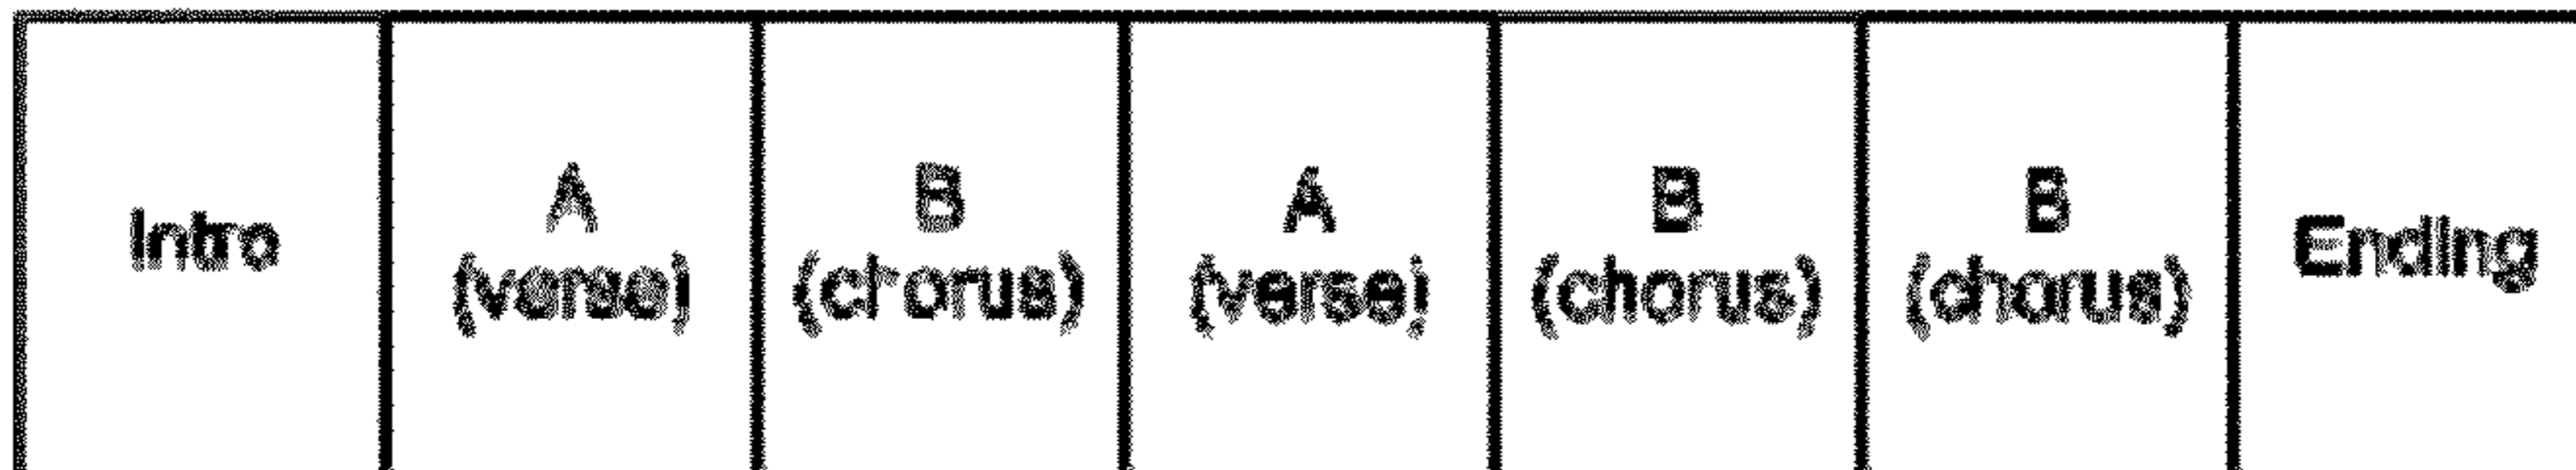 Intro
A
(verse)
B
(chorus)
A
(verse)
B
(chorus)
B
(chorus)
Ending